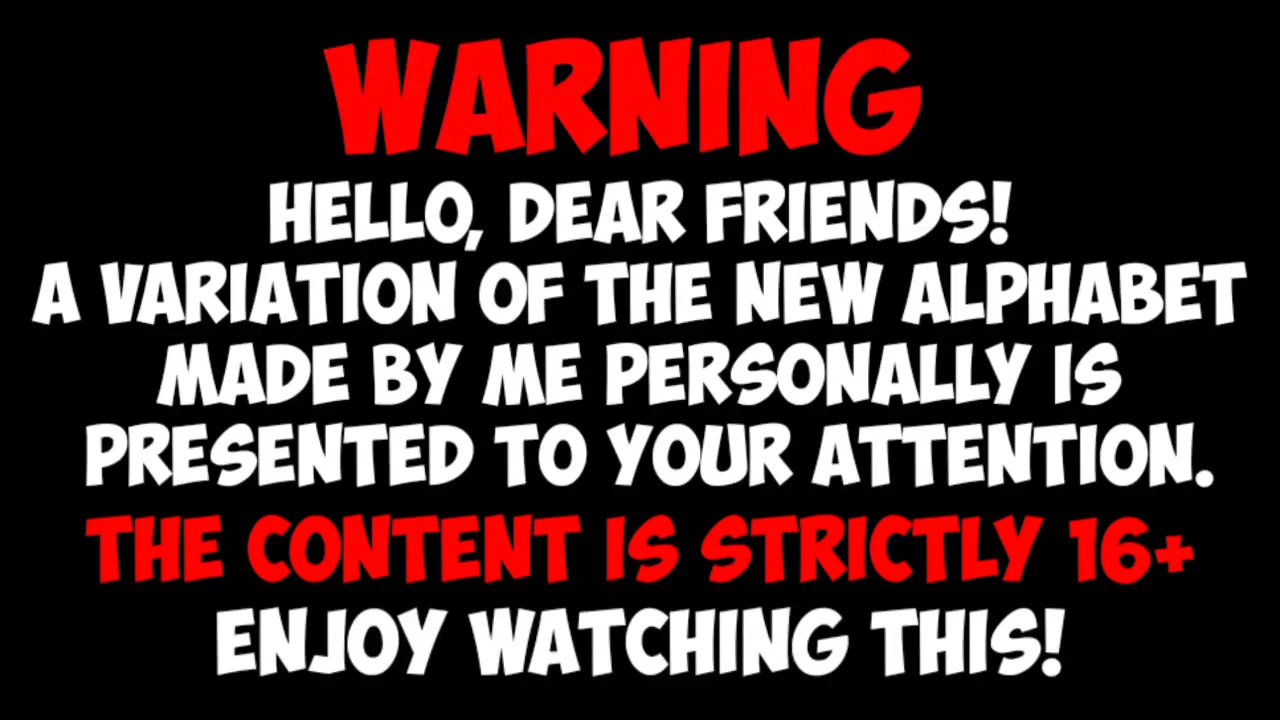 WARNING
HELLO, DEAR FRIENDS!
A VARIATION OF THE NEW ALPHABET
MADE BY ME PERSONALLY IS
PRESENTED TO YOUR ATTENTION.
THE CONTENT IS STRICTLY 16+
ENJOY WATCHING THIS!